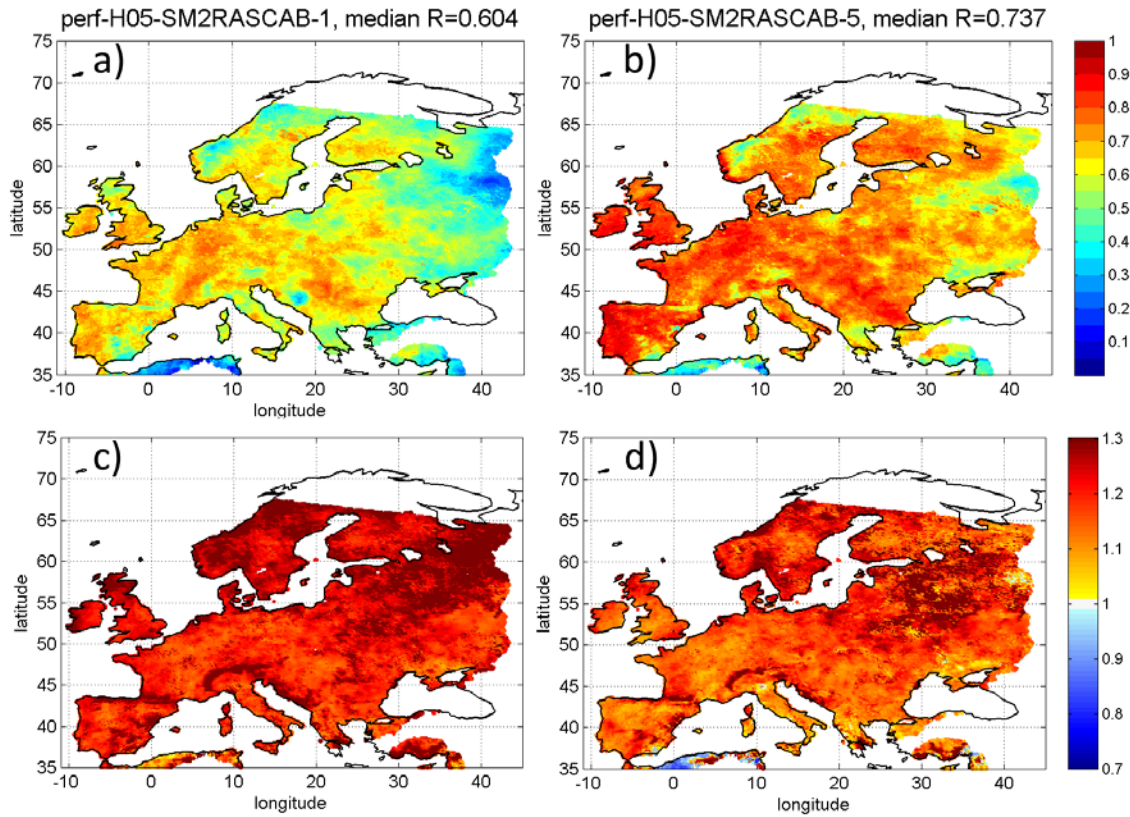 perf-H05-SM2RASCAB-1, median R=0.604
perf-H05-SM2RASCAB-5, median R=0.737
a)
75
70
65
60
55
50
45
40
35
latitude
-10 0 10 20 30 40
longitude
b)
75
70
65
60
55
50
45
40
35
latitude
-10 0 10 20 30 40
longitude
1
0.9
0.8
0.7
0.6
0.5
0.4
0.3
0.2
0.1
c)
75
70
65
60
55
50
45
40
35
latitude
-10 0 10 20 30 40
longitude
d)
75
70
65
60
55
50
45
40
35
latitude
-10 0 10 20 30 40
longitude
1.3
1.2
1.1
1
0.9
0.8
0.7